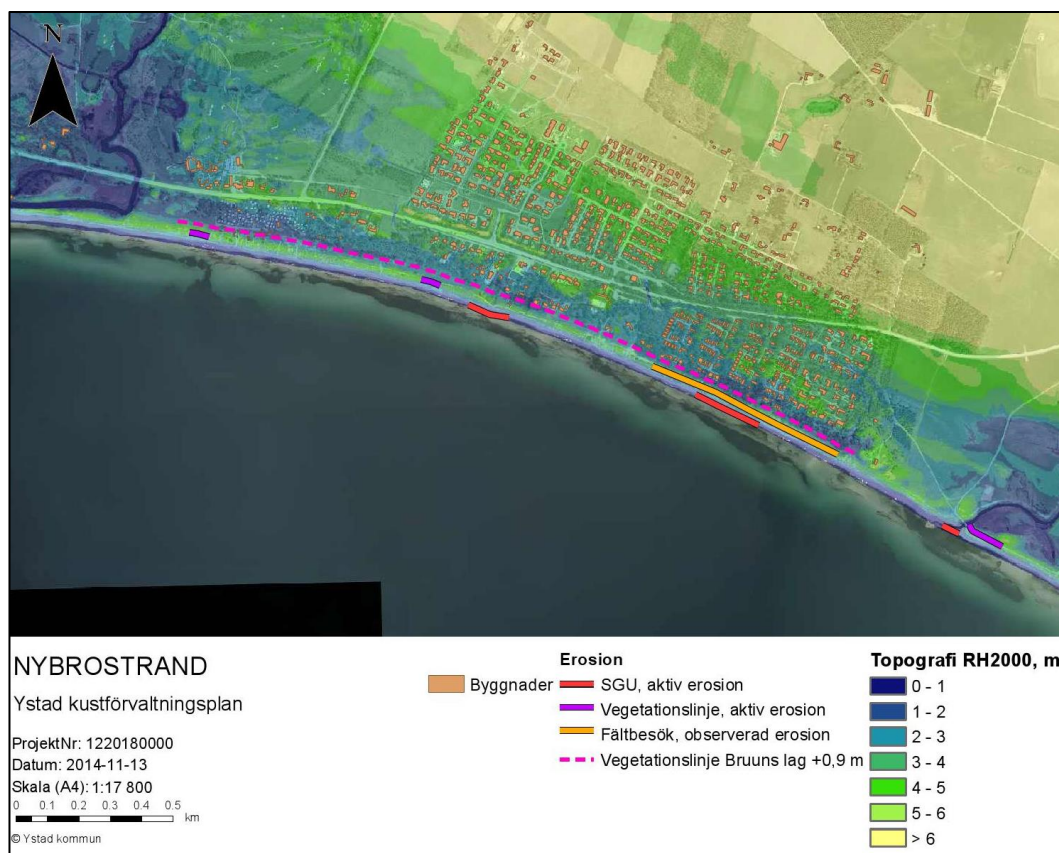 N
NYBROSTRAND
Ystad kustförvaltningsplan
ProjektNr: 1220180000
Datum: 2014-11-13
Skala (A4): 1:17 800
0 0.1 0.2 0.3 0.4 0.5
km
© Ystad kommun
Byggnader
Erosion
SGU, aktiv erosion
Vegetationslinje, aktiv erosion
Fältbesök, observerad erosion
Vegetationslinje Bruuns lag +0,9 m
Topografi RH2000, m
0 - 1
1 - 2
2 - 3
3 - 4
4 - 5
5 - 6
> 6